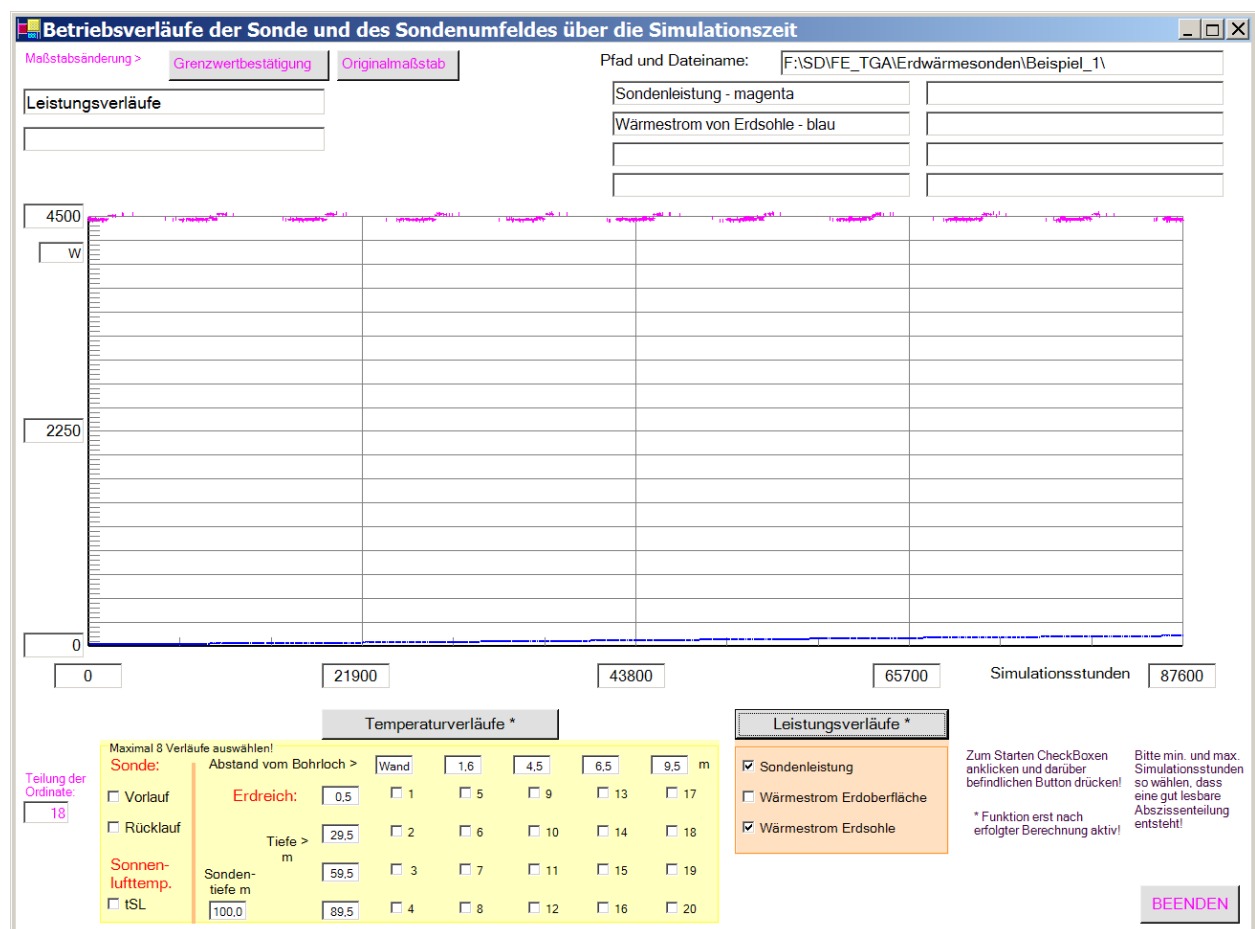 Betriebsverläufe der Sonde und des Sondenumfeldes über die Simulationszeit
Maßstabsänderung >
Grenzwertbestätigung
Originalmaßstab
Pfad und Dateiname:
F:\SD\FE_TGA\Erdwärmesonden\Beispiel_1\
Leistungsverläufe
Sondenleistung - magenta
Wärmestrom von Erdsohle - blau
4500
W
2250
0
0
21900
43800
65700
Simulationsstunden
87600
Temperaturverläufe *
Leistungsverläufe *
Teilung der
Ordinate:
18
Maximal 8 Verläufe auswählen!
Sonde:
Abstand vom Bohrloch >
Wand
1,6
4,5
6,5
9,5
m
Vorlauf
Erdreich:
0,5
1
5
9
13
17
Rücklauf
Tiefe >
m
29,5
2
6
10
14
18
Sonnen-
lufttemp.
Sonden-
tiefe m
59,5
3
7
11
15
19
tSL
100,0
89,5
4
8
12
16
20
Sondenleistung
Wärmestrom Erdoberfläche
Wärmestrom Erdsohle
Zum Starten CheckBoxen
anklicken und darüber
befindlichen Button drücken!
* Funktion erst nach
erfolgter Berechnung aktiv!
Bitte min. und max.
Simulationsstunden
so wählen, dass
eine gut lesbare
Abszissenteilung
entsteht!
BEENDEN